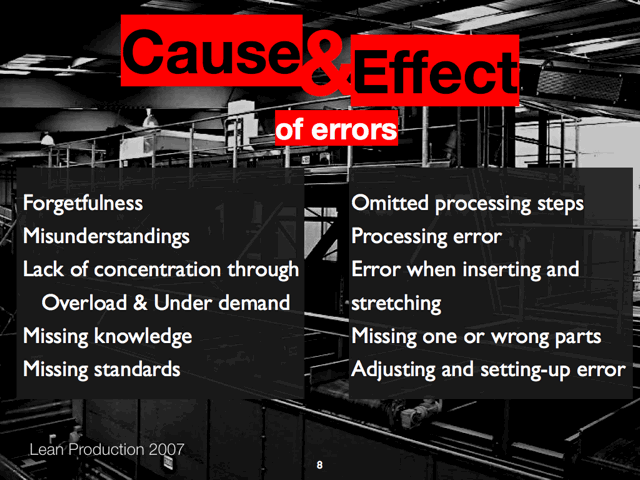 Cause & Effect
of errors
Forgetfulness
Misunderstandings
Lack of concentration through
Overload & Under demand
Missing knowledge
Missing standards
Omitted processing steps
Processing error
Error when inserting and
stretching
Missing one or wrong parts
Adjusting and setting-up error
Lean Production 2007
8